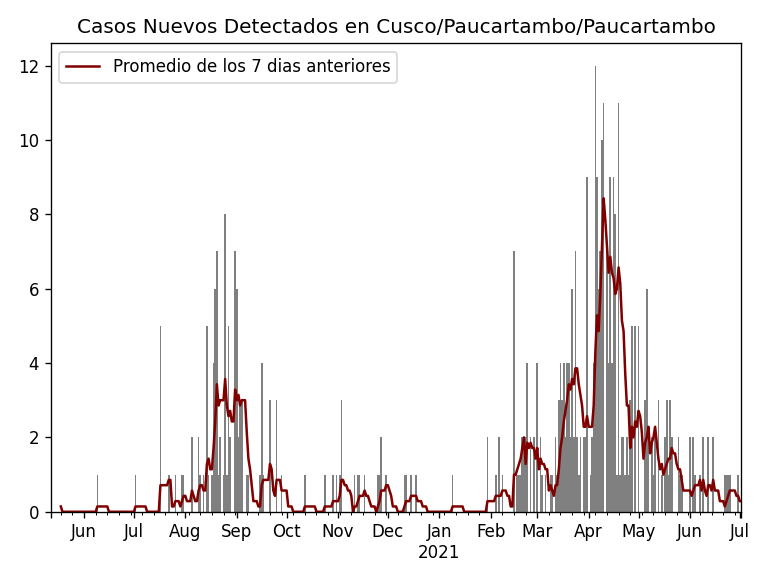 Casos Nuevos Detectados en Cusco/Paucartambo/Paucartambo
Promedio de los 7 dias anteriores
12
10
8
6
4
2
0
Jun Jul Aug Sep Oct Nov Dec Jan Feb Mar Apr May Jun Jul
2021